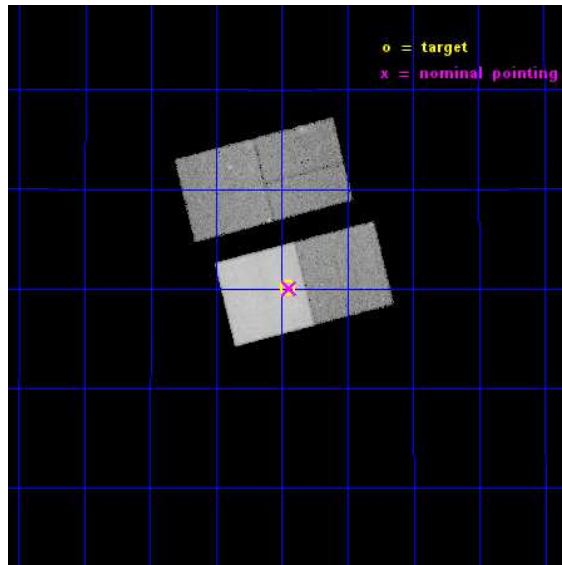 o = target
x = nominal pointing